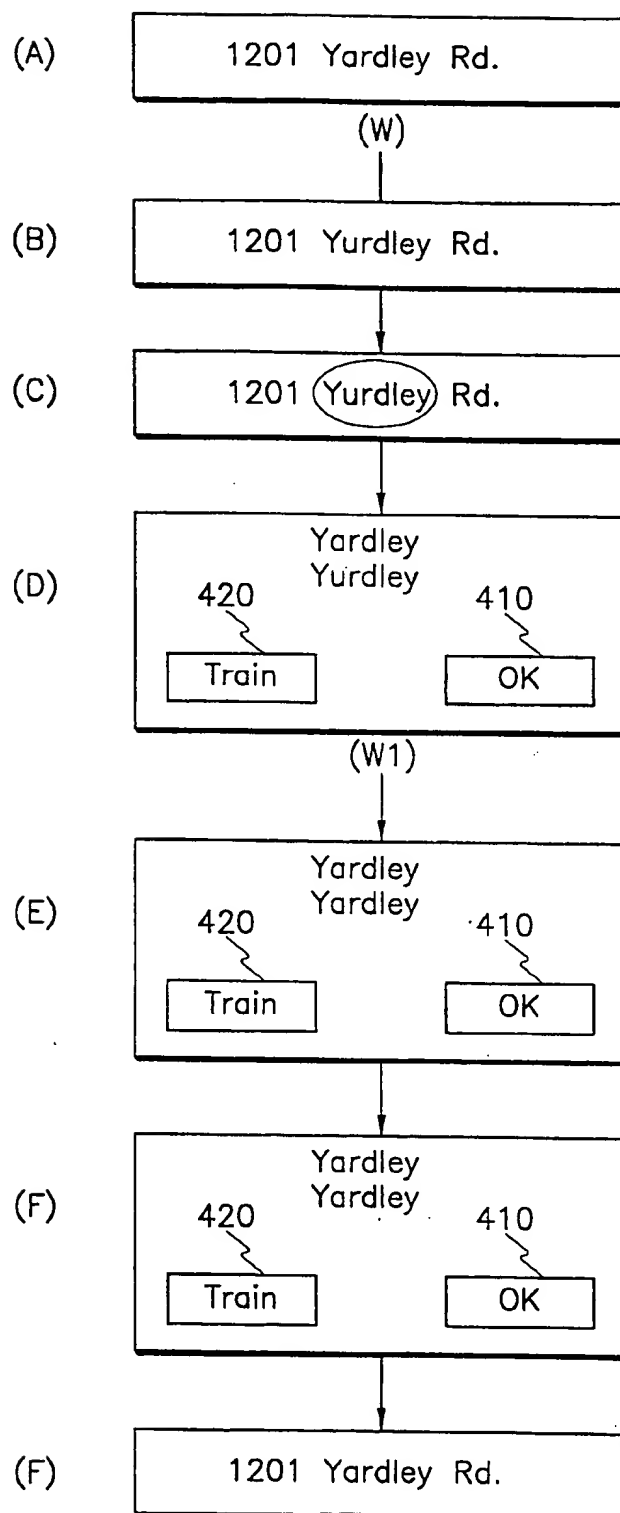 (A) 1201 Yardley Rd.
(W)
(B) 1201 Yurdley Rd.
(C) 1201 Yurdley Rd.
(D) Yardley
Yurdley
420 410
Train OK
(W1)
(E) Yardley
Yardley
420 410
Train OK
(F) Yardley
Yardley
420 410
Train OK
(F) 1201 Yardley Rd.